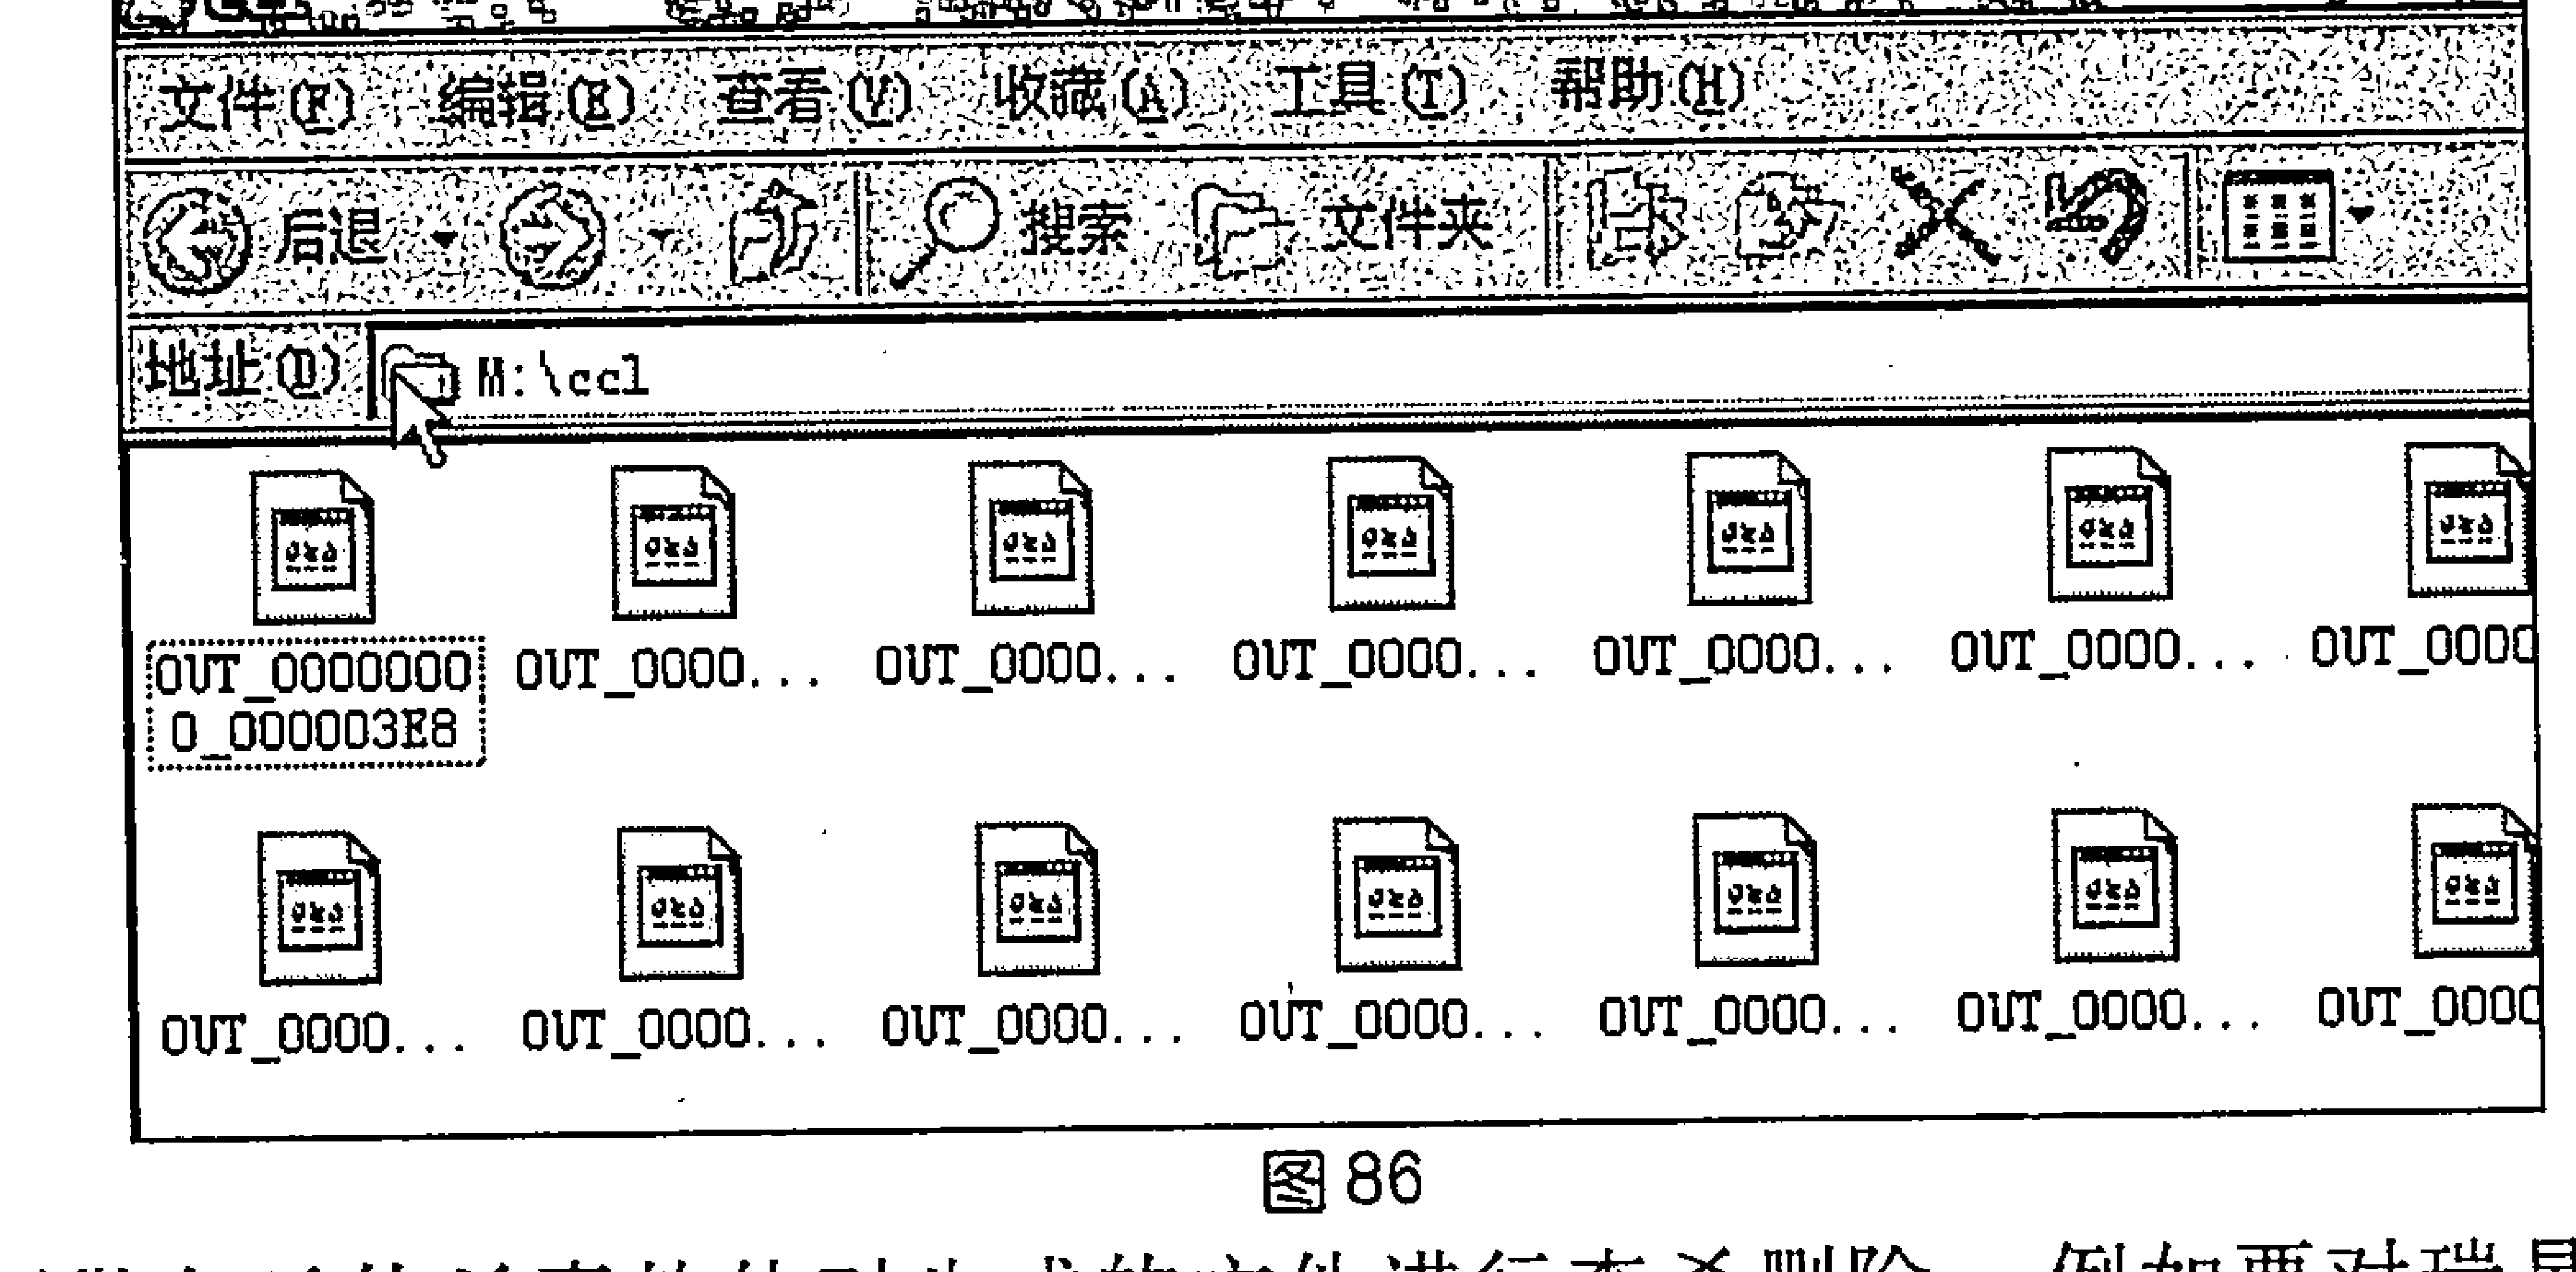 文件(F) 编辑(E) 查看(V) 收藏(A) 工具(T) 帮助(H)
后退 搜索 文件夹
地址(D) M:\ccl
OUT_0000000 OUT_0000... OUT_0000... OUT_0000... OUT_0000... OUT_0000... OUT_0000
0_000003E8
OUT_0000... OUT_0000... OUT_0000... OUT_0000... OUT_0000... OUT_0000... OUT_0000
图 86